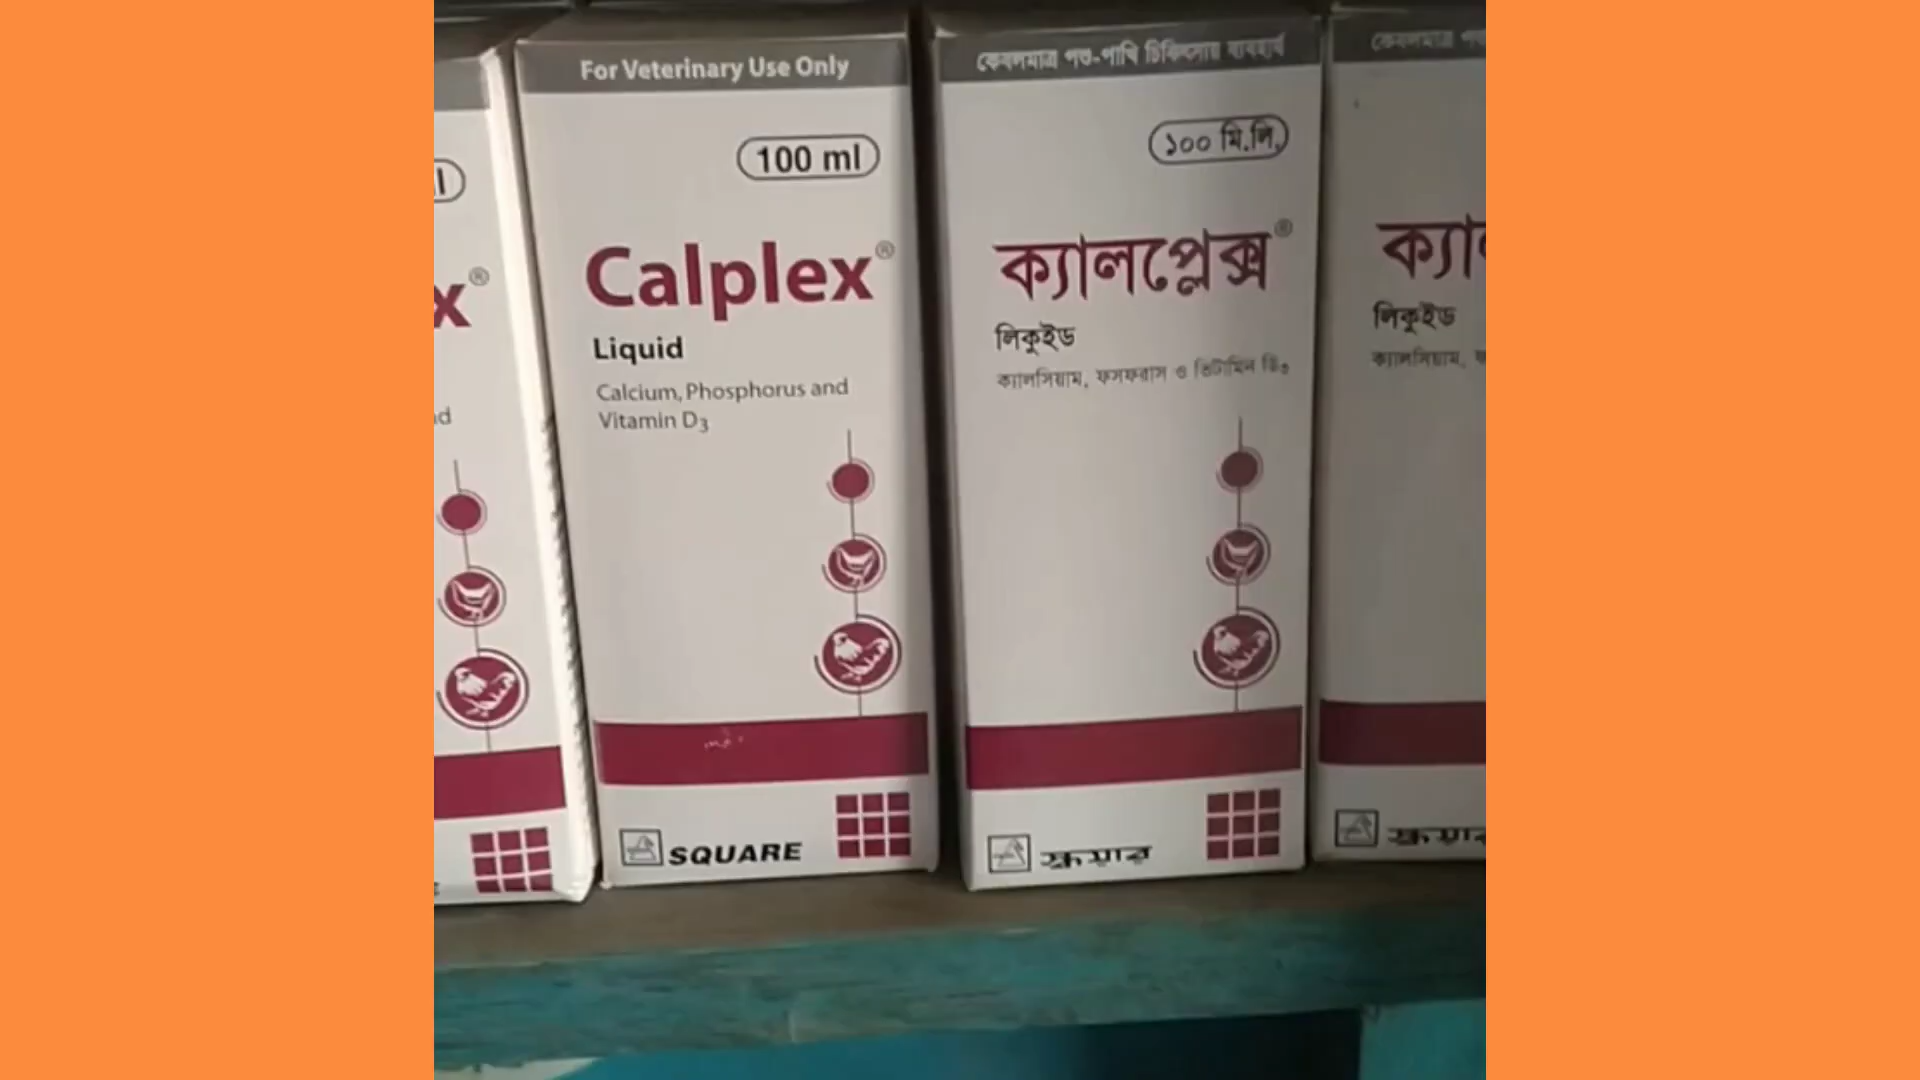 For Veterinary Use Only
100 ml
Calplex®
Liquid
Calcium, Phosphorus and
Vitamin D3
SQUARE
কেবলমাত্র পশু-পাখি চিকিৎসায় ব্যবহার্য
১০০ মি.লি.
ক্যালপ্লেক্স®
লিকুইড
ক্যালসিয়াম, ফসফরাস ও ভিটামিন ডি৩
স্কয়ার
x®
কেবলমাত্র
ক্যা
লিকুইড
ক্যালসিয়াম,